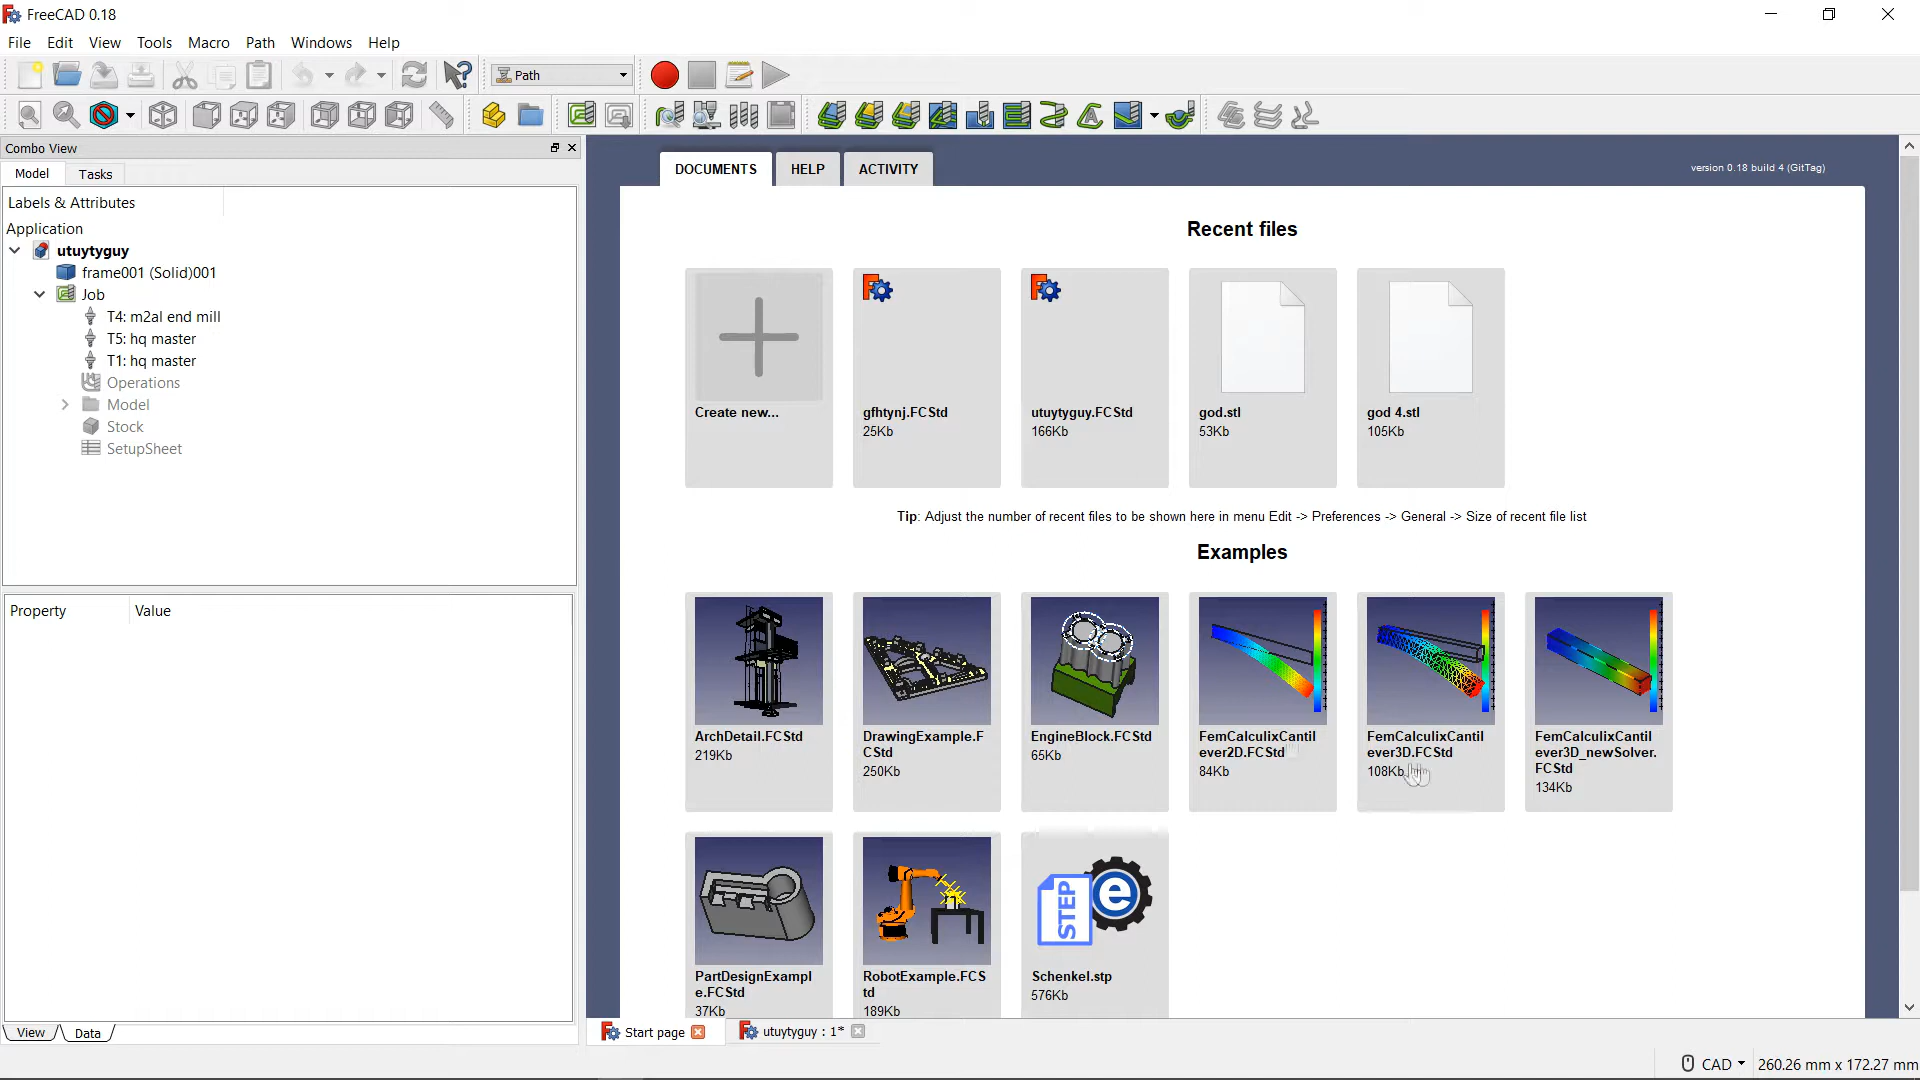 FreeCAD 0.18
File Edit View Tools Macro Path Windows Help
Path
Combo View
Model Tasks
Labels & Attributes
Application
utuytyguy
frame001 (Solid)001
Job
T4: m2al end mill
T5: hq master
T1: hq master
Operations
Model
Stock
SetupSheet
Property Value
View Data
DOCUMENTS HELP ACTIVITY
version 0.18 build 4 (GitTag)
Recent files
Create new...
gfhtynj.FCStd
25Kb
utuytyguy.FCStd
166Kb
god.stl
53Kb
god 4.stl
105Kb
Tip: Adjust the number of recent files to be shown here in menu Edit -> Preferences -> General -> Size of recent file list
Examples
ArchDetail.FCStd
219Kb
DrawingExample.F
CStd
250Kb
EngineBlock.FCStd
65Kb
FemCalculixCantil
ever2D.FCStd
84Kb
FemCalculixCantil
ever3D.FCStd
108Kb
FemCalculixCantil
ever3D_newSolver.
FCStd
134Kb
PartDesignExampl
e.FCStd
37Kb
RobotExample.FCS
td
189Kb
STEP
e
Schenkel.stp
576Kb
Start page
utuytyguy : 1*
CAD
260.26 mm x 172.27 mm